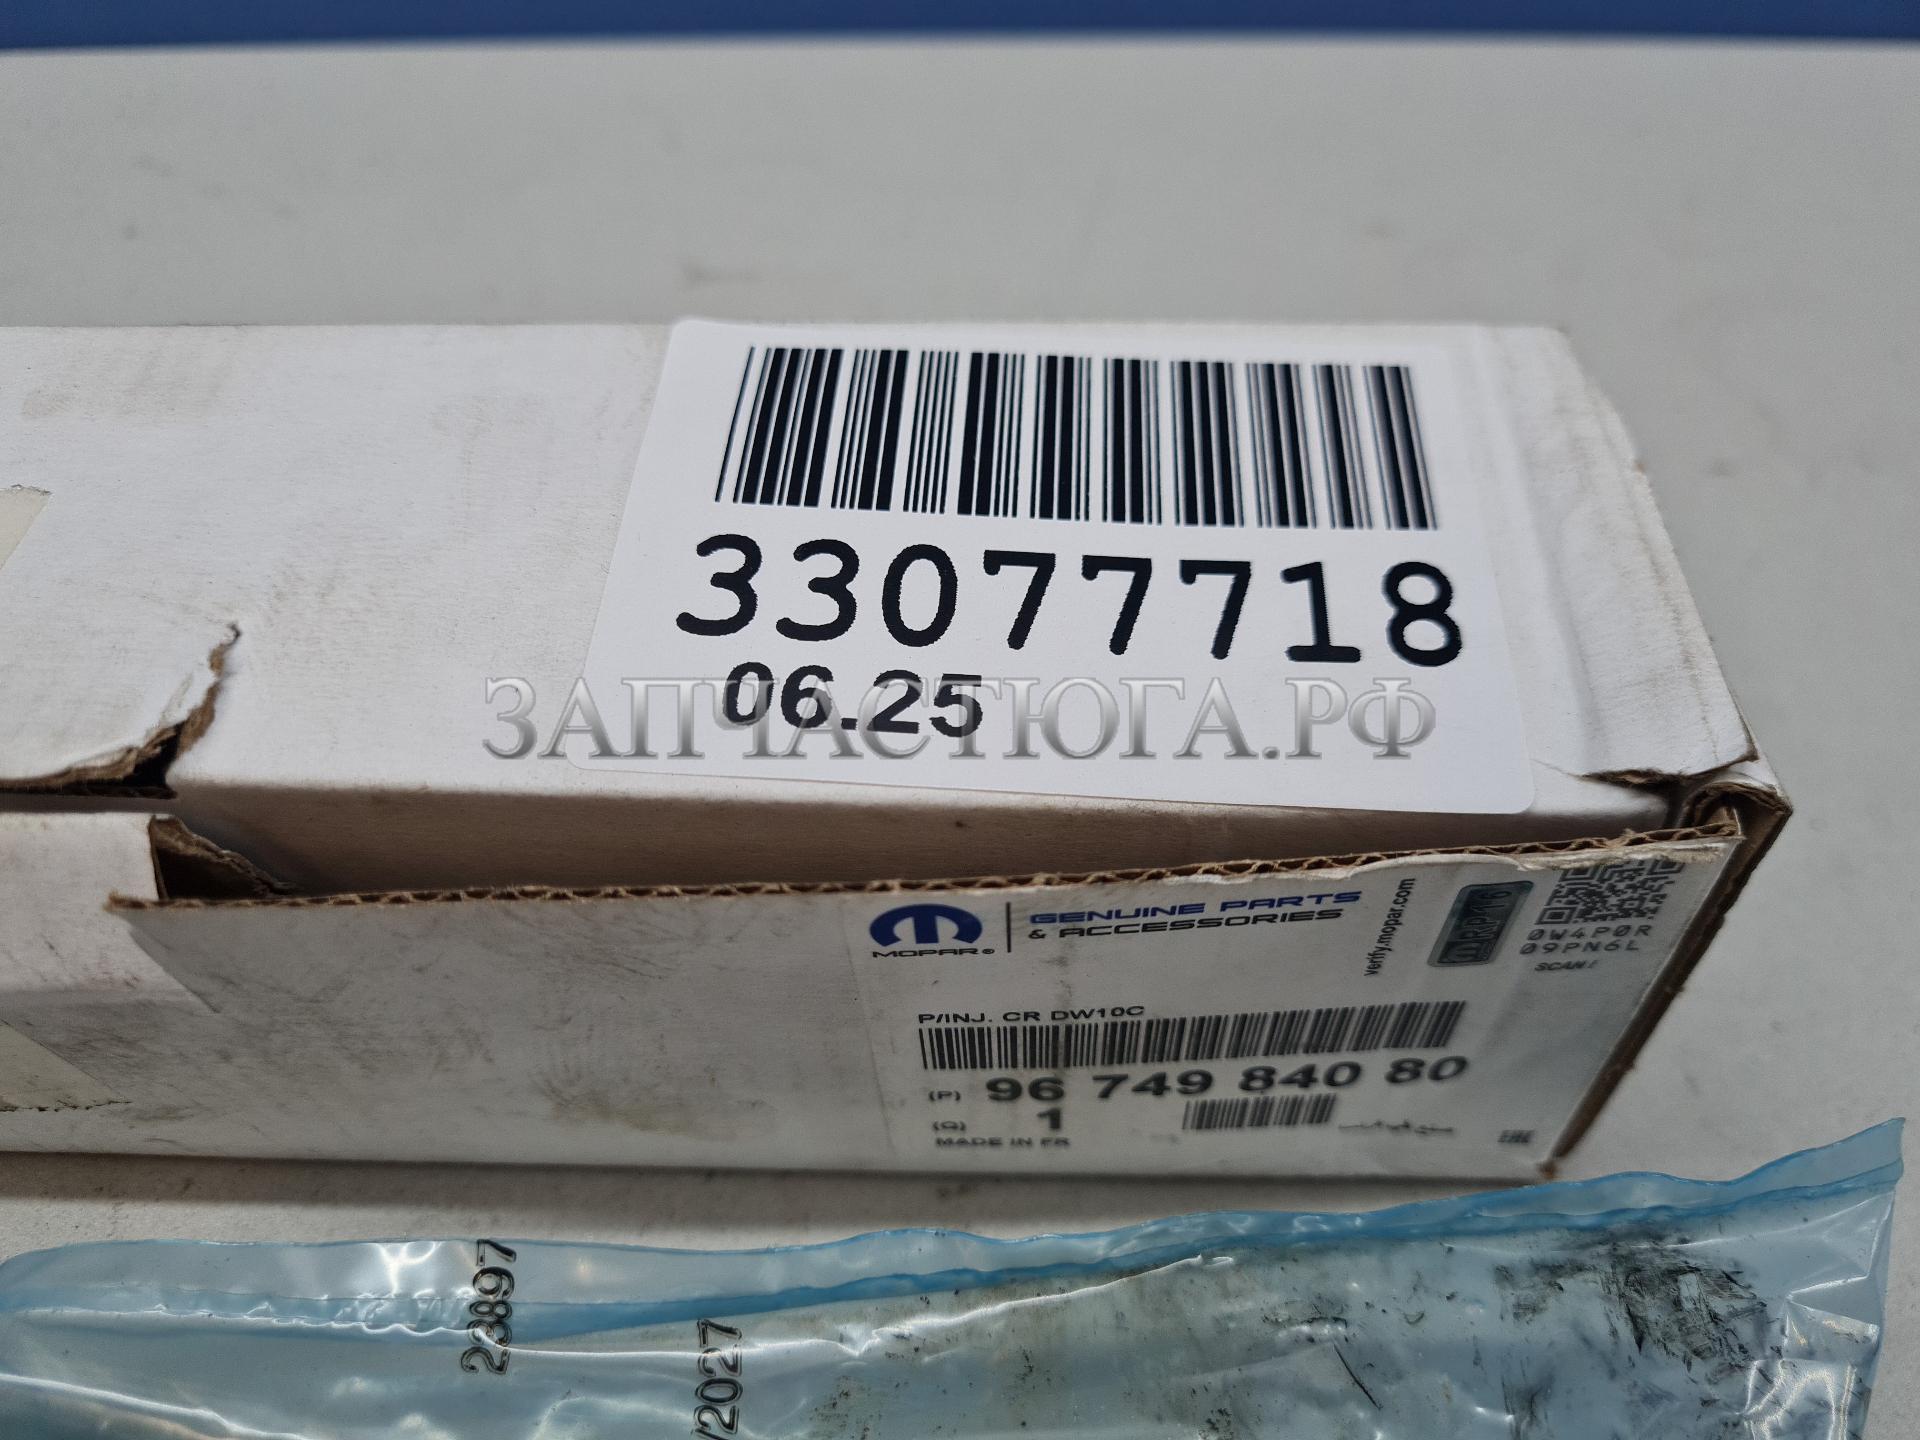 33077718
06.25
ЗАПЧАСТЮГА.РФ
MOPAR®
GENUINE PARTS
& ACCESSORIES
verify.mopar.com
0W4P0R
09PN6L
SCAN!
P/INJ. CR DW10C
(P) 96 749 840 80
(Q) 1
MADE IN FR
23897
/2027